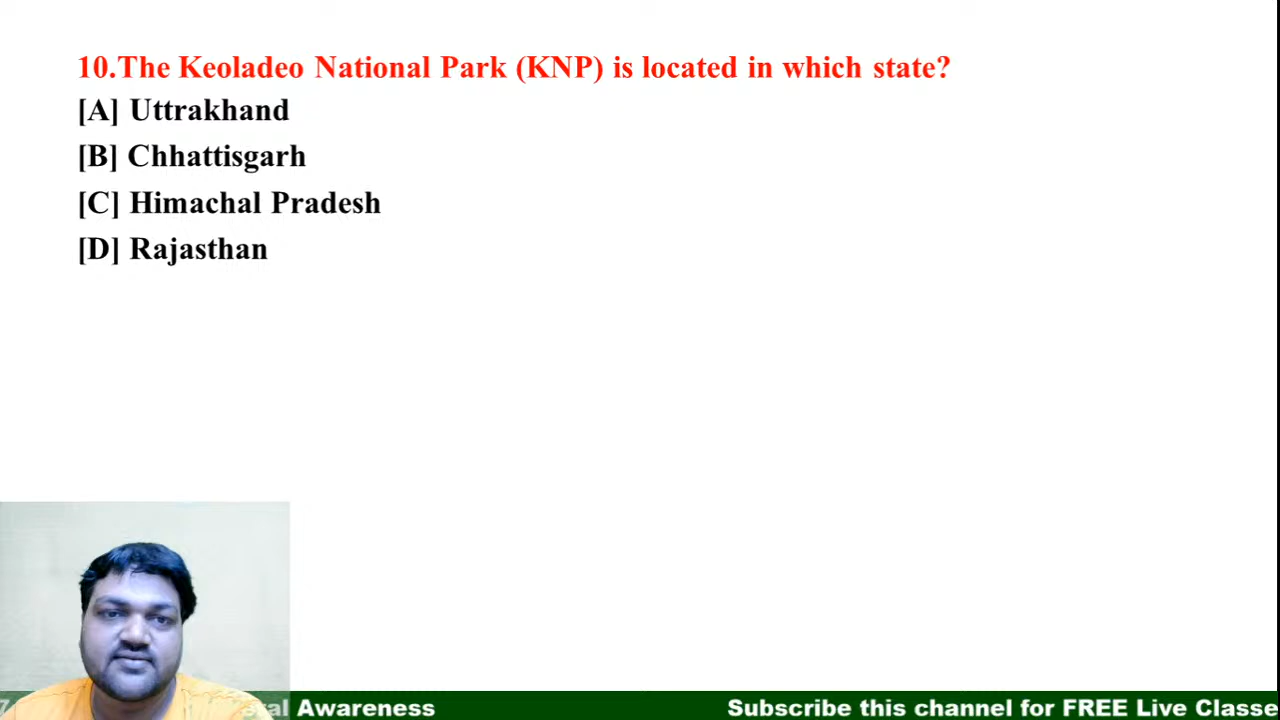 10.The Keoladeo National Park (KNP) is located in which state?
[A] Uttrakhand
[B] Chhattisgarh
[C] Himachal Pradesh
[D] Rajasthan
Awareness Subscribe this channel for FREE Live Classe